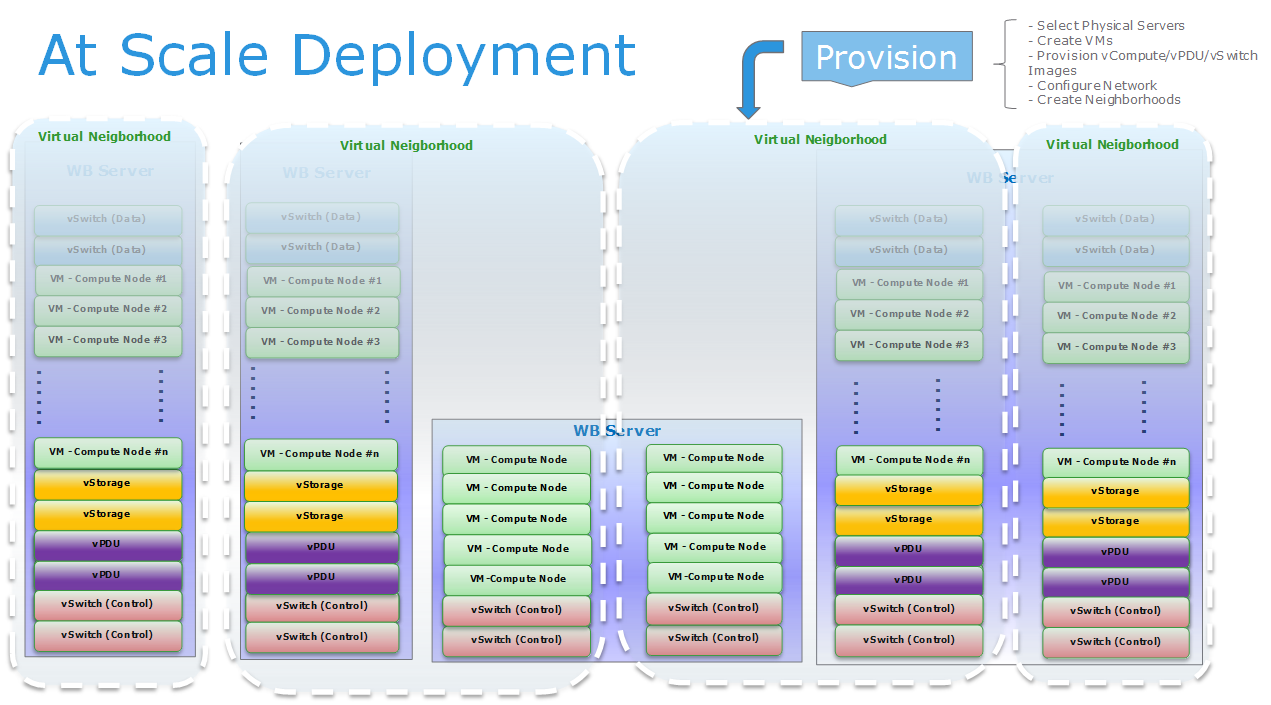 At Scale Deployment
Provision
- Select Physical Servers
- Create VMs
- Provision vCompute/vPDU/vSwitch
Images
- Configure Network
- Create Neighborhoods
Virtual Neigborhood
WB Server
vSwitch (Data)
vSwitch (Data)
VM - Compute Node #1
VM - Compute Node #2
VM - Compute Node #3
VM - Compute Node #n
vStorage
vStorage
vPDU
vPDU
vSwitch (Control)
vSwitch (Control)
Virtual Neigborhood
WB Server
vSwitch (Data)
vSwitch (Data)
VM - Compute Node #1
VM - Compute Node #2
VM - Compute Node #3
VM - Compute Node #n
vStorage
vStorage
vPDU
vPDU
vSwitch (Control)
vSwitch (Control)
WB Server
VM - Compute Node
VM - Compute Node
VM - Compute Node
VM - Compute Node
VM -Compute Node
vSwitch (Control)
vSwitch (Control)
Virtual Neigborhood
VM - Compute Node
VM - Compute Node
VM - Compute Node
VM - Compute Node
VM -Compute Node
vSwitch (Control)
vSwitch (Control)
WB Server
vSwitch (Data)
vSwitch (Data)
VM - Compute Node #1
VM - Compute Node #2
VM - Compute Node #3
VM - Compute Node #n
vStorage
vStorage
vPDU
vPDU
vSwitch (Control)
vSwitch (Control)
Virtual Neigborhood
vSwitch (Data)
vSwitch (Data)
VM - Compute Node #1
VM - Compute Node #2
VM - Compute Node #3
VM - Compute Node #n
vStorage
vStorage
vPDU
vPDU
vSwitch (Control)
vSwitch (Control)